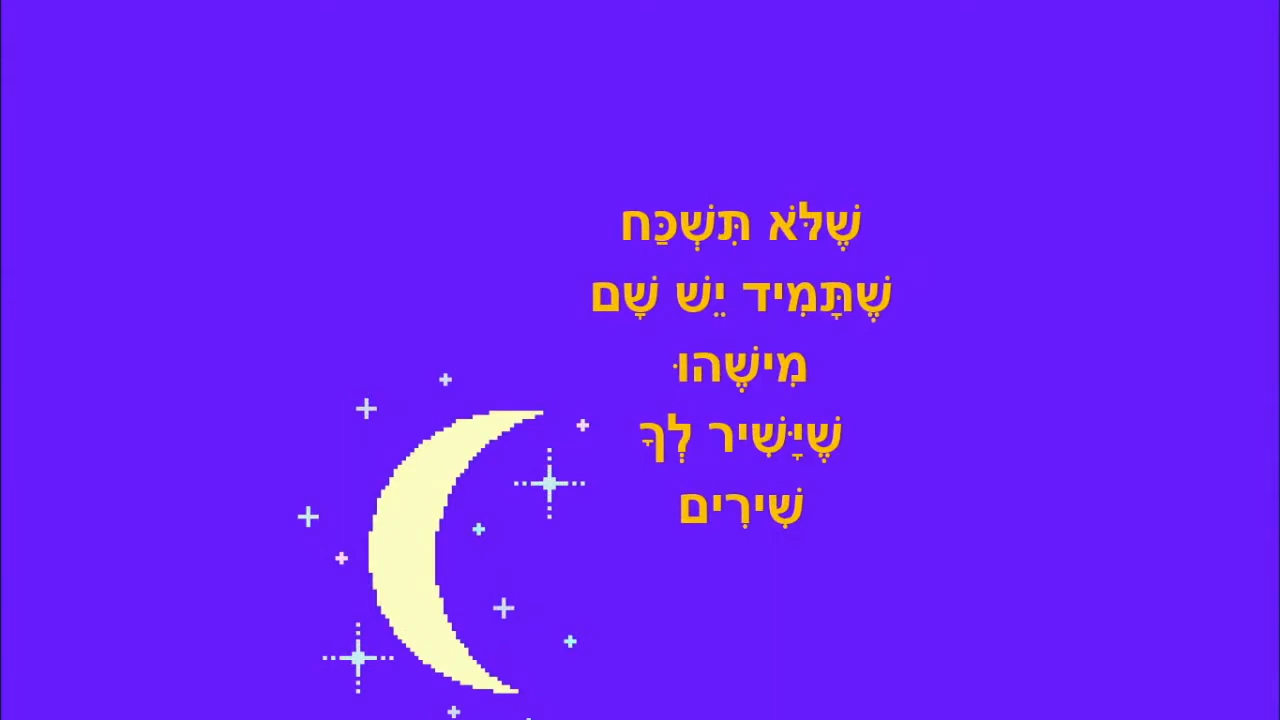 שֶׁלֹּא תִּשְׁכַּח
שֶׁתָּמִיד יֵשׁ שָׁם
מִישֶׁהוּ
שֶׁיָּשִׁיר לְךָ
שִׁירִים